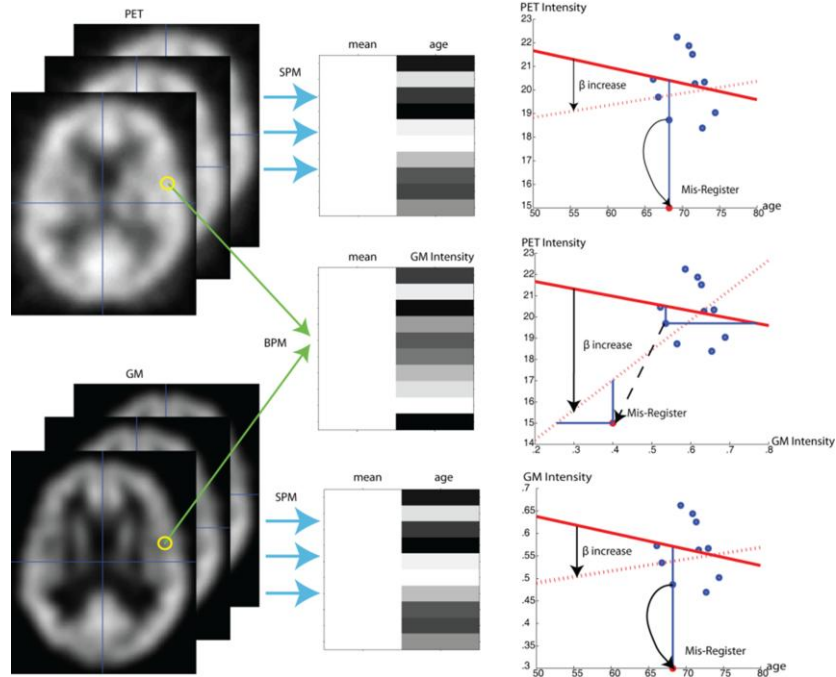 PET
SPM
mean age
PET Intensity
23
22
21
20
19
18
17
16
15
β increase
Mis-Register
50 55 60 65 70 75 80
age
BPM
mean GM Intensity
PET Intensity
23
22
21
20
19
18
17
16
15
14
β increase
Mis-Register
.2 .3 .4 .5 .6 .7 .8
GM Intensity
GM
SPM
mean age
GM Intensity
.7
.65
.6
.55
.5
.45
.4
.35
.3
β increase
Mis-Register
50 55 60 65 70 75 80
age